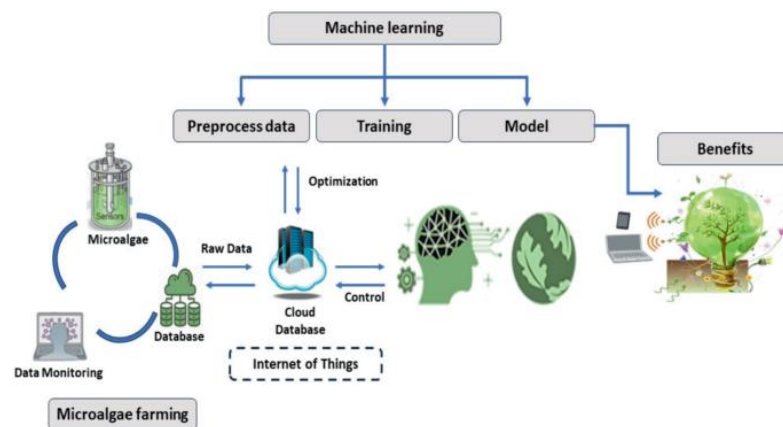 Machine learning
Preprocess data
Training
Model
Benefits
Optimization
Sensors
Microalgae
Raw Data
Control
Cloud
Database
Database
Internet of Things
Data Monitoring
Microalgae farming